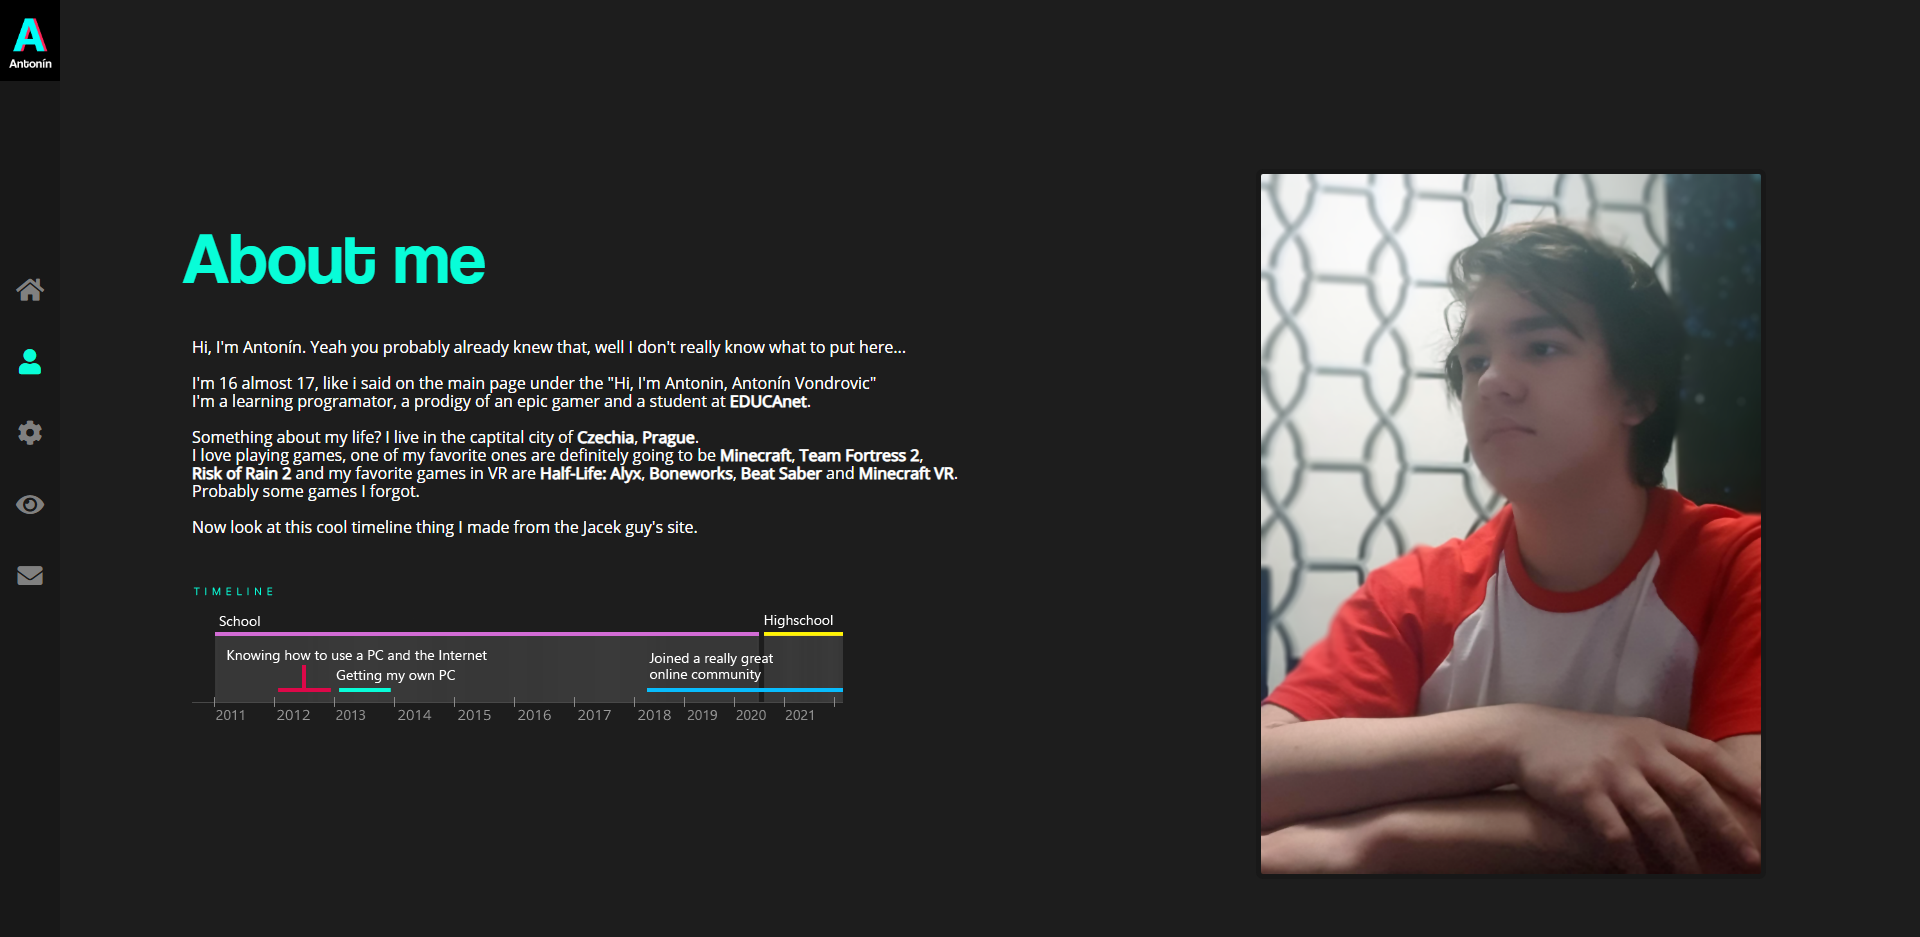 Antonín
About me
Hi, I'm Antonín. Yeah you probably already knew that, well I don't really know what to put here...
I'm 16 almost 17, like i said on the main page under the "Hi, I'm Antonin, Antonín Vondrovic"
I'm a learning programator, a prodigy of an epic gamer and a student at EDUCAnet.
Something about my life? I live in the captital city of Czechia, Prague.
I love playing games, one of my favorite ones are definitely going to be Minecraft, Team Fortress 2,
Risk of Rain 2 and my favorite games in VR are Half-Life: Alyx, Boneworks, Beat Saber and Minecraft VR.
Probably some games I forgot.
Now look at this cool timeline thing I made from the Jacek guy's site.
TIMELINE
School
Highschool
Knowing how to use a PC and the Internet
Getting my own PC
Joined a really great
online community
2011 2012 2013 2014 2015 2016 2017 2018 2019 2020 2021